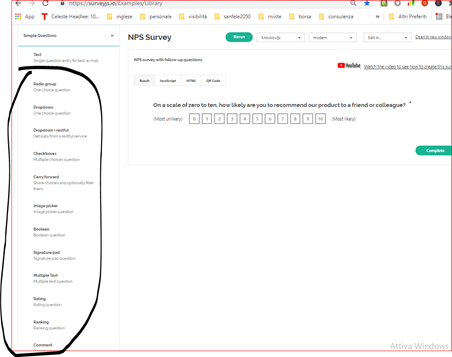 https://surveyjs.io/Examples/Library
App
Celeste Headlee: 10...
inglese
personale
visibilità
sanfele2050
riviste
borsa
consulenza
»
Altri Preferiti
Simple Questions
Text
Single question entry for text, e-mail,
Radio group
One choice question
Dropdown
One choice question
Dropdown + restful
Get data from a restful service
Checkboxes
Multiple choices question
Carry forward
Share choices and optionally filter
them
Image picker
Image picker question
Boolean
Boolean question
Signature pad
Signature pad question
Multiple Text
Multiple text question
Rating
Rating question
Ranking
Ranking question
Comment
NPS Survey
Rerun
Knockoutjs
modern
Edit in...
Open in new window
NPS survey with follow-up questions
YouTube
Watch the video to see how to create this sur
Result
JavaScript
HTML
QR Code
On a scale of zero to ten, how likely are you to recommend our product to a friend or colleague? *
(Most unlikely) 0 1 2 3 4 5 6 7 8 9 10 (Most likely)
Complete
Attiva Windows